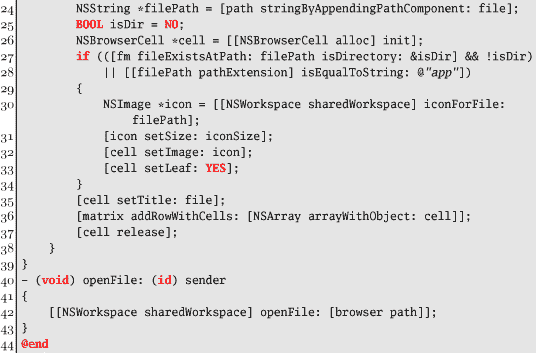 24 NSString *filePath = [path stringByAppendingPathComponent: file];
25 BOOL isDir = NO;
26 NSBrowserCell *cell = [[NSBrowserCell alloc] init];
27 if (([fm fileExistsAtPath: filePath isDirectory: &isDir] && !isDir)
28 || [[filePath pathExtension] isEqualToString: @"app"])
29 {
30 NSImage *icon = [[NSWorkspace sharedWorkspace] iconForFile:
filePath];
31 [icon setSize: iconSize];
32 [cell setImage: icon];
33 [cell setLeaf: YES];
34 }
35 [cell setTitle: file];
36 [matrix addRowWithCells: [NSArray arrayWithObject: cell]];
37 [cell release];
38 }
39 }
40 - (void) openFile: (id) sender
41 {
42 [[NSWorkspace sharedWorkspace] openFile: [browser path]];
43 }
44 @end